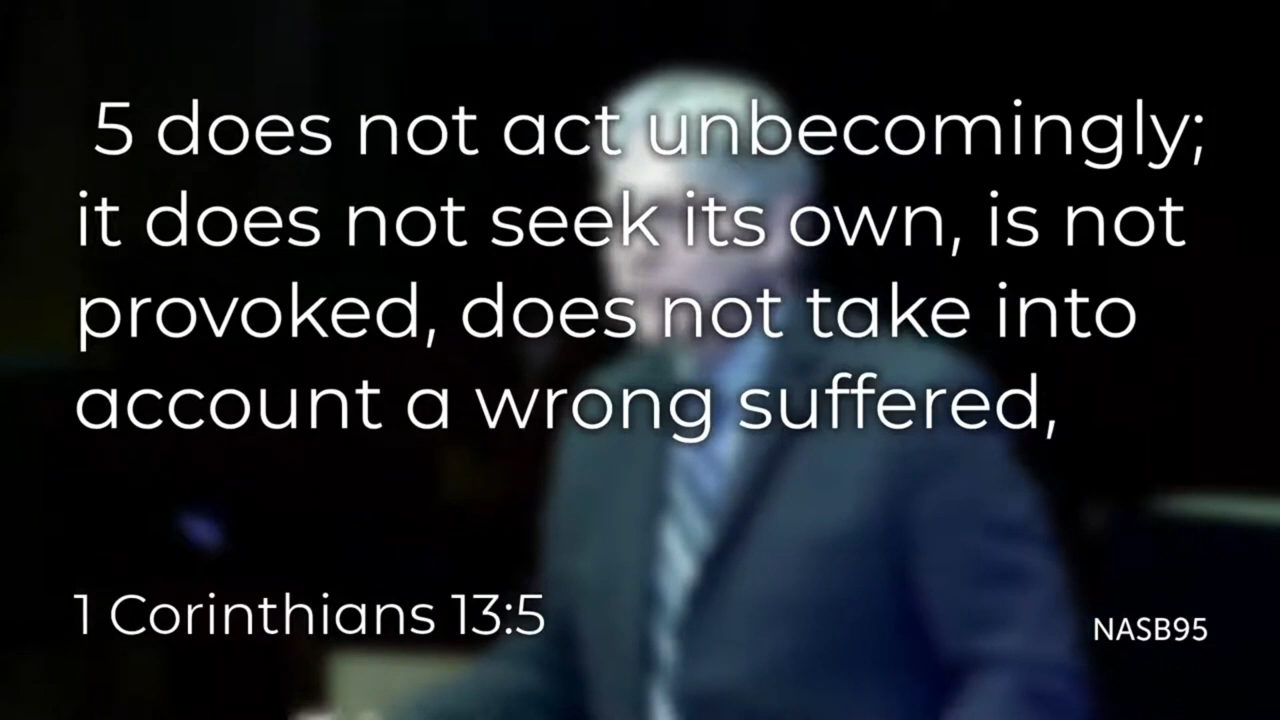 5 does not act unbecomingly;
it does not seek its own, is not
provoked, does not take into
account a wrong suffered,
1 Corinthians 13:5
NASB95